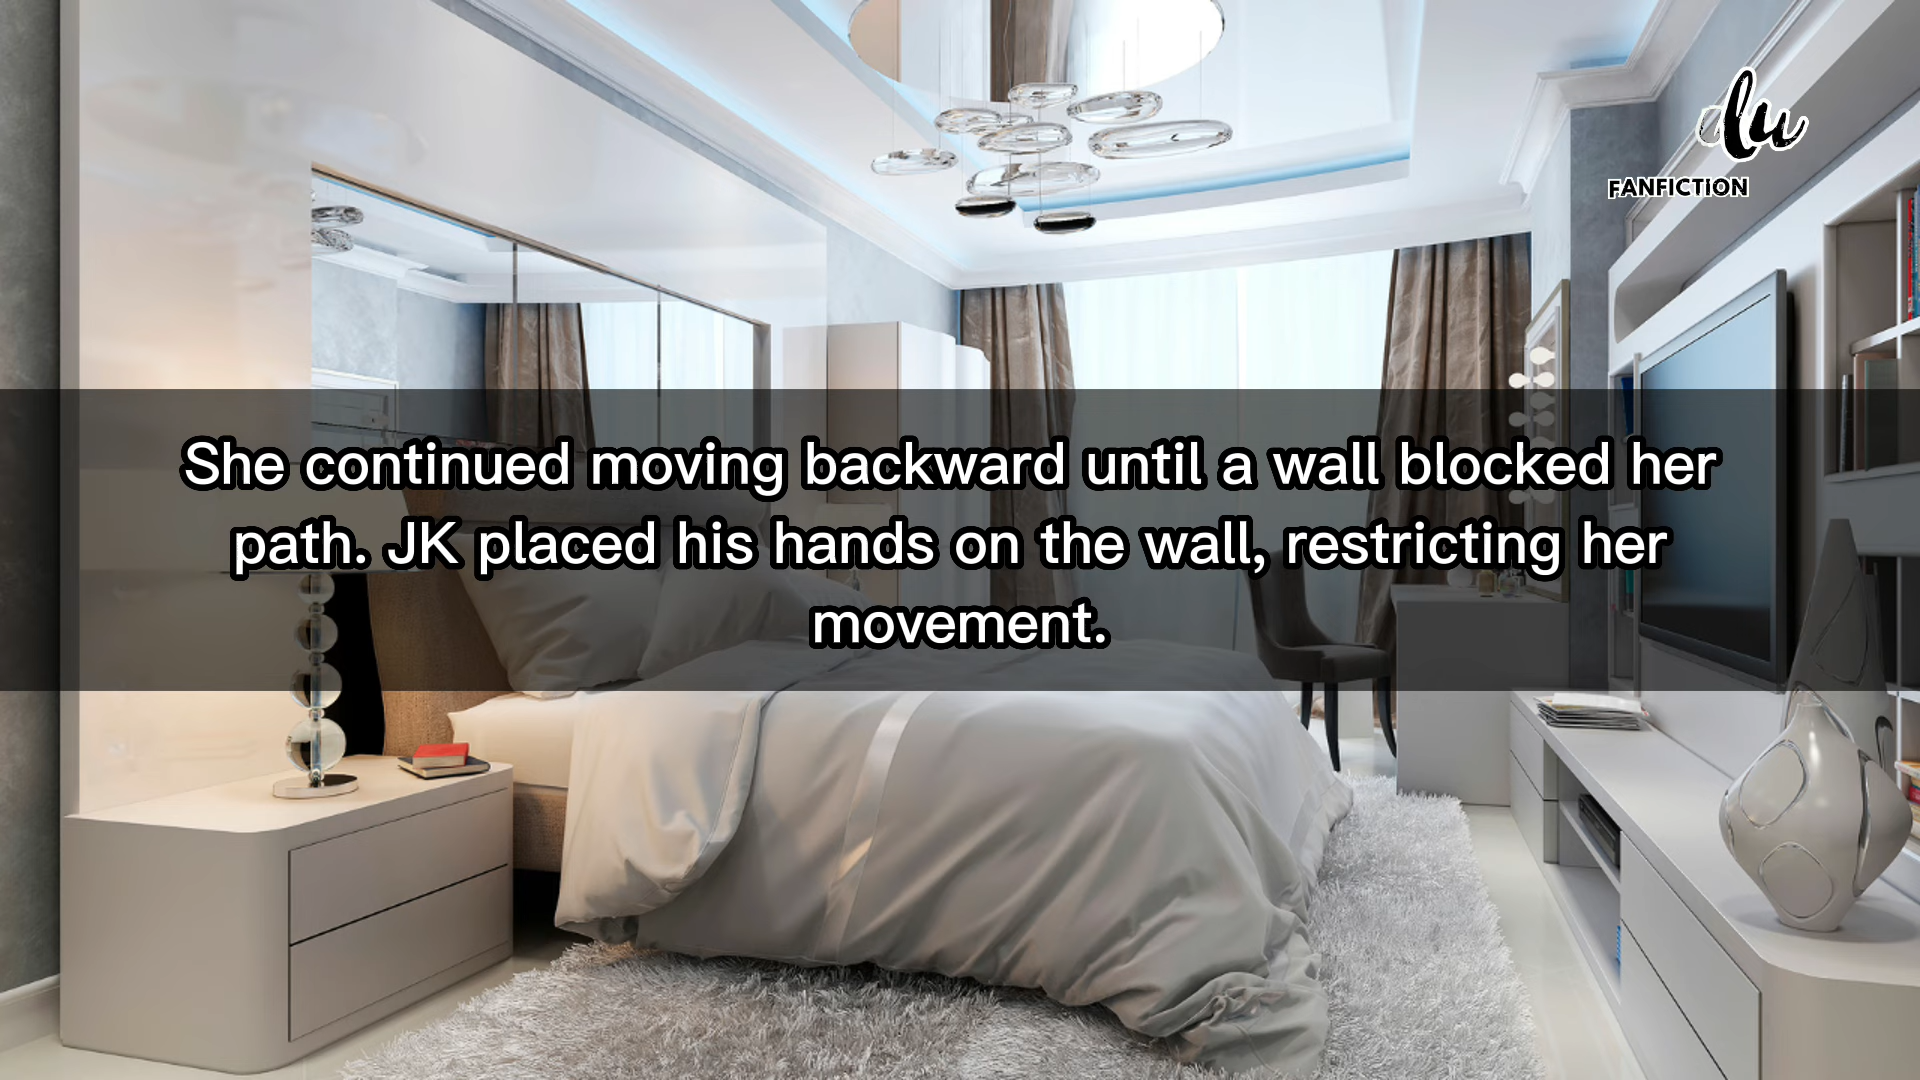 du
FANFICTION
She continued moving backward until a wall blocked her
path. JK placed his hands on the wall, restricting her
movement.